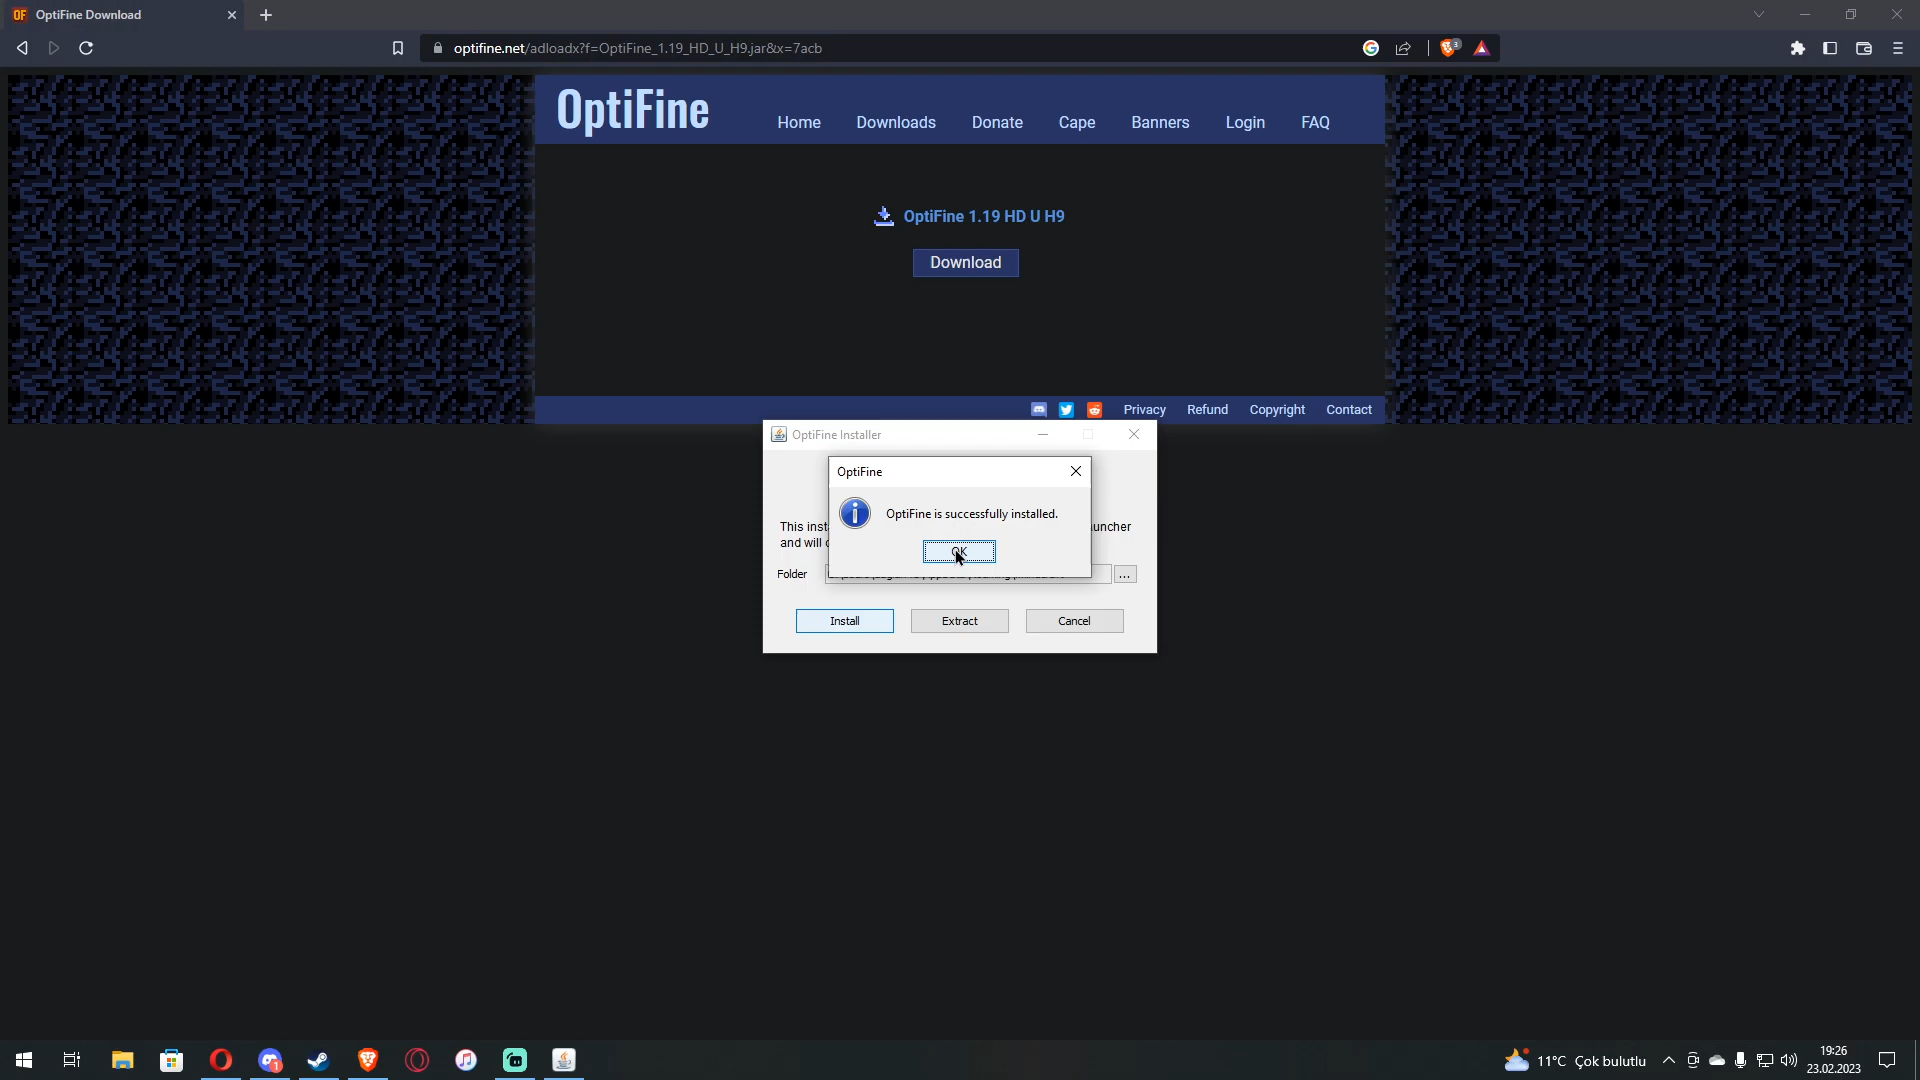 OptiFine Download
optifine.net/adloadx?f=OptiFine_1.19_HD_U_H9.jar&x=7acb
3
OptiFine
Home Downloads Donate Cape Banners Login FAQ
OptiFine 1.19 HD U H9
Download
Privacy Refund Copyright Contact
OptiFine Installer
OptiFine
OptiFine is successfully installed.
This
and will
OK
Folder
...
Install Extract Cancel
1
11°C Çok bulutlu
19:26
23.02.2023